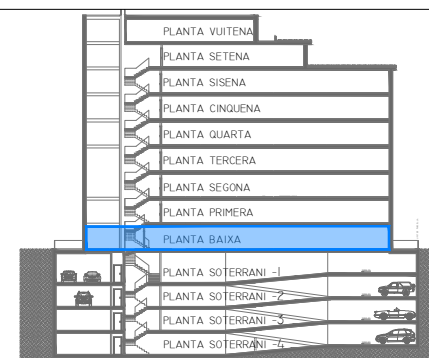 PLANTA VUITENA
PLANTA SETENA
PLANTA SISENA
PLANTA CINQUENA
PLANTA QUARTA
PLANTA TERCERA
PLANTA SEGONA
PLANTA PRIMERA
PLANTA BAIXA
PLANTA SOTERRANI -1
PLANTA SOTERRANI -2
PLANTA SOTERRANI -3
PLANTA SOTERRANI -4